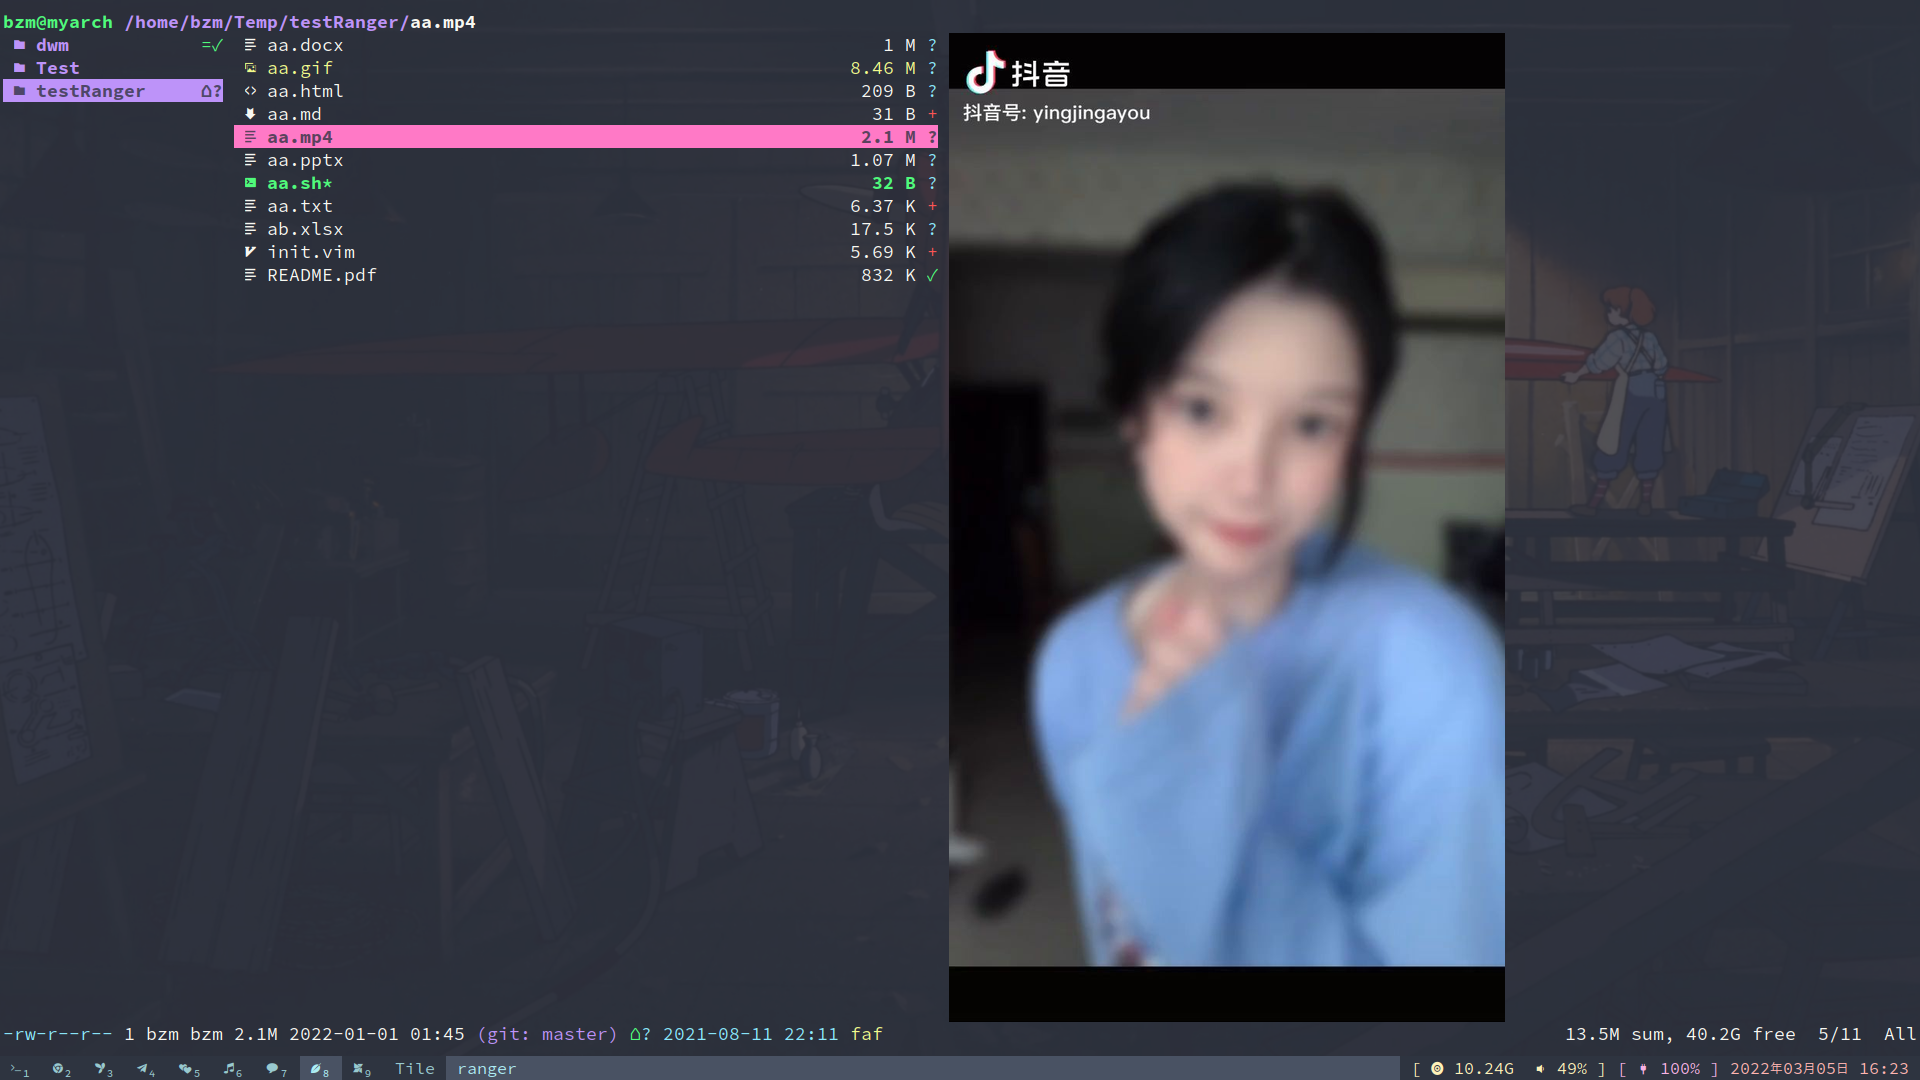 bzm@myarch /home/bzm/Temp/testRanger/aa.mp4
dwm =✓
Test
testRanger ?
aa.docx 1 M ?
aa.gif 8.46 M ?
aa.html 209 B ?
aa.md 31 B +
aa.mp4 2.1 M ?
aa.pptx 1.07 M ?
aa.sh* 32 B ?
aa.txt 6.37 K +
ab.xlsx 17.5 K ?
init.vim 5.69 K +
README.pdf 832 K ✓
抖音
抖音号: yingjingayou
-rw-r--r-- 1 bzm bzm 2.1M 2022-01-01 01:45 (git: master) ? 2021-08-11 22:11 faf 13.5M sum, 40.2G free 5/11 All
1 2 3 4 5 6 7 8 9 Tile ranger [ 10.24G 49% ] [ 100% ] 2022年03月05日 16:23